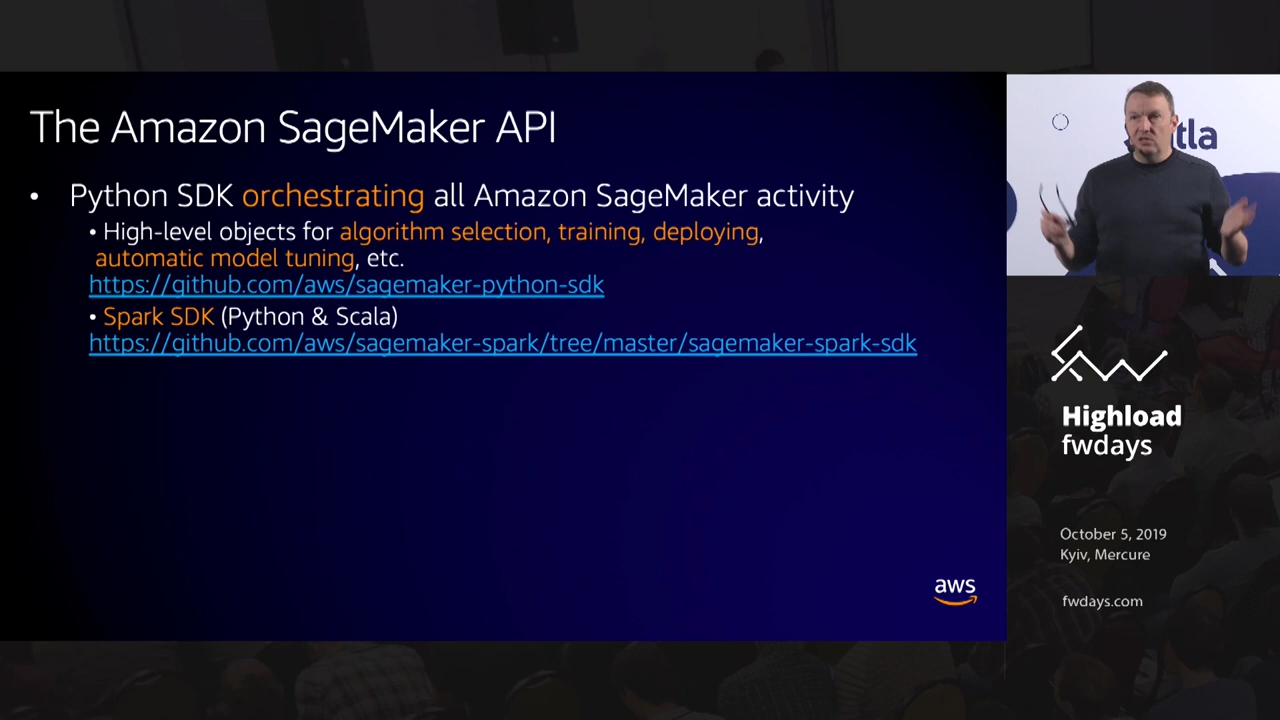 The Amazon SageMaker API
• Python SDK orchestrating all Amazon SageMaker activity
• High-level objects for algorithm selection, training, deploying,
automatic model tuning, etc.
https://github.com/aws/sagemaker-python-sdk
• Spark SDK (Python & Scala)
https://github.com/aws/sagemaker-spark/tree/master/sagemaker-spark-sdk
aws
Highload
fwdays
October 5, 2019
Kyiv, Mercure
fwdays.com